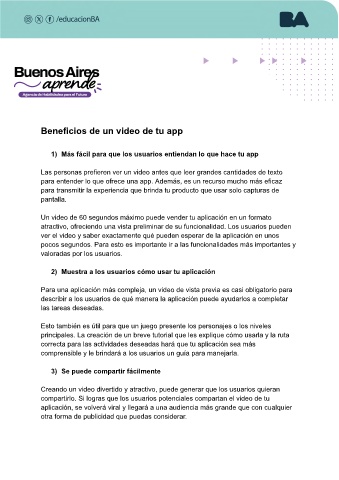 /educacionBA
BA
Buenos Aires
aprende
Agencia de Habilidades para el Futuro
Beneficios de un video de tu app
1) Más fácil para que los usuarios entiendan lo que hace tu app
Las personas prefieren ver un video antes que leer grandes cantidades de texto
para entender lo que ofrece una app. Además, es un recurso mucho más eficaz
para transmitir la experiencia que brinda tu producto que usar solo capturas de
pantalla.
Un video de 60 segundos máximo puede vender tu aplicación en un formato
atractivo, ofreciendo una vista preliminar de su funcionalidad. Los usuarios pueden
ver el video y saber exactamente qué pueden esperar de la aplicación en unos
pocos segundos. Para esto es importante ir a las funcionalidades más importantes y
valoradas por los usuarios.
2) Muestra a los usuarios cómo usar tu aplicación
Para una aplicación más compleja, un video de vista previa es casi obligatorio para
describir a los usuarios de qué manera la aplicación puede ayudarlos a completar
las tareas deseadas.
Esto también es útil para que un juego presente los personajes o los niveles
principales. La creación de un breve tutorial que les explique cómo usarla y la ruta
correcta para las actividades deseadas hará que tu aplicación sea más
comprensible y le brindará a los usuarios un guía para manejarla.
3) Se puede compartir fácilmente
Creando un video divertido y atractivo, puede generar que los usuarios quieran
compartirlo. Si logras que los usuarios potenciales compartan el video de tu
aplicación, se volverá viral y llegará a una audiencia más grande que con cualquier
otra forma de publicidad que puedas considerar.